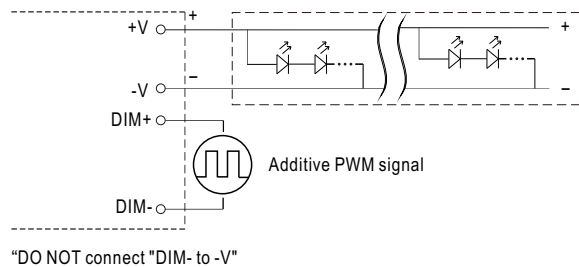 +V
+
+
-V
−
−
DIM+
Additive PWM signal
DIM-
“DO NOT connect "DIM- to -V"